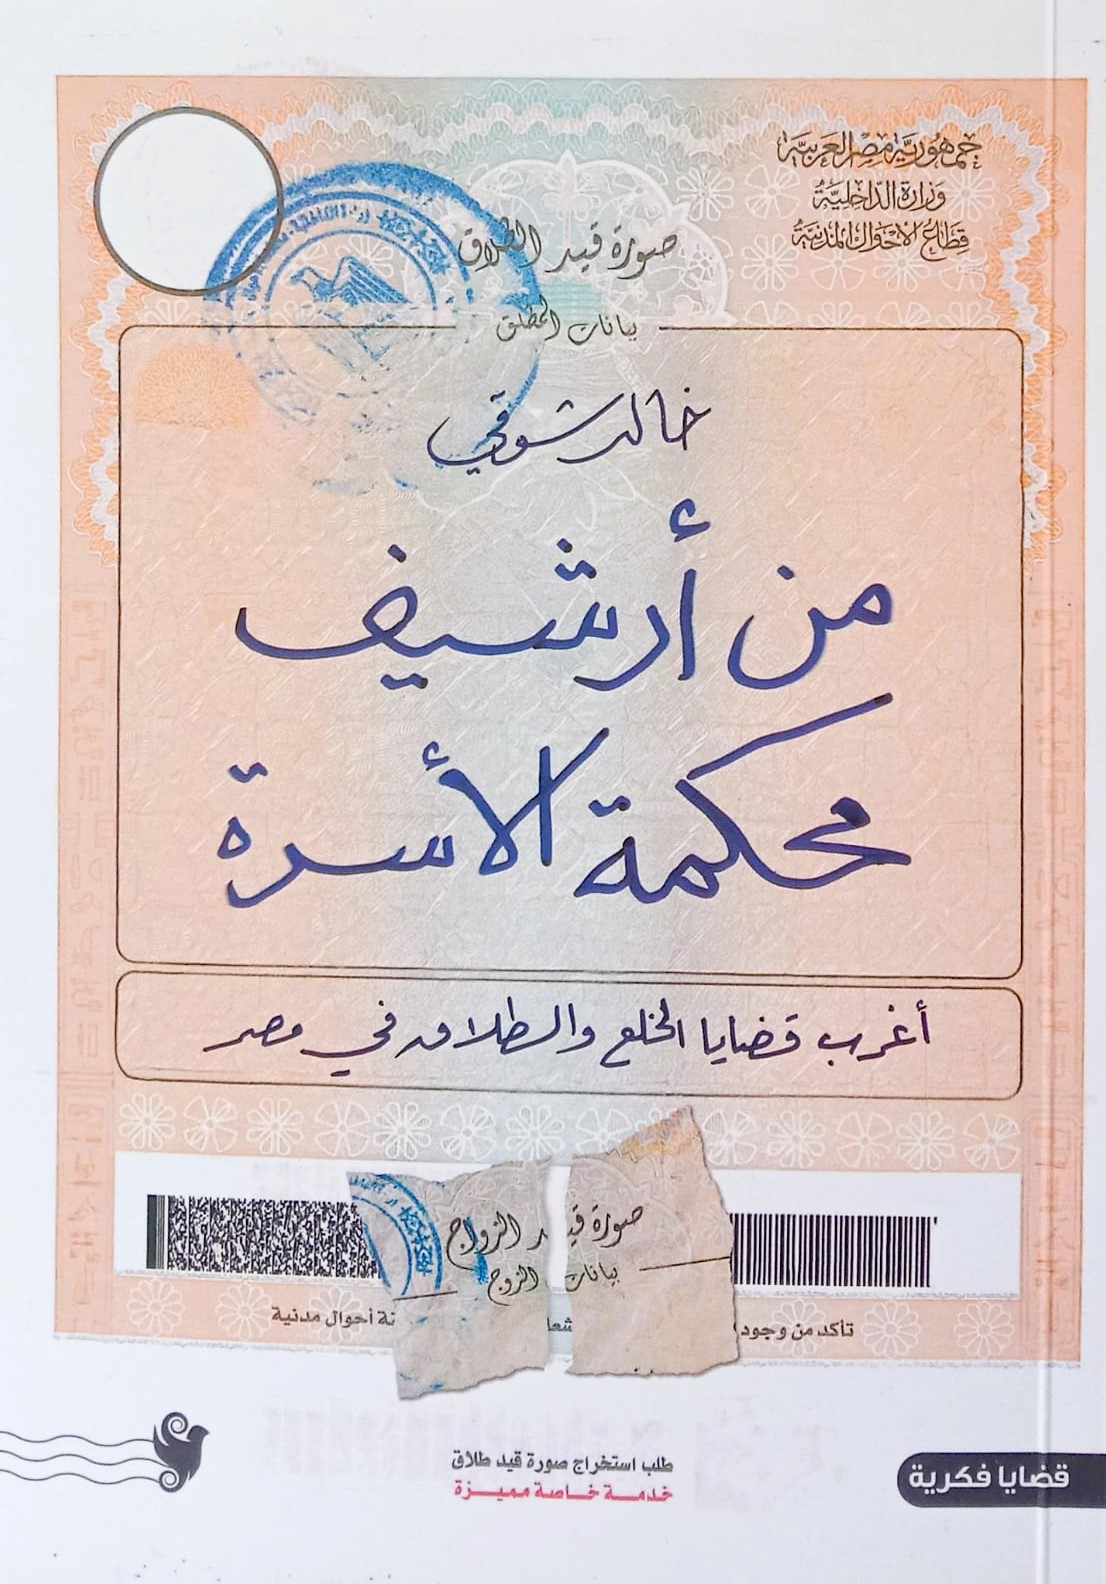 جمهورية مصر العربية
وزارة الداخلية
قطاع الأحوال المدنية
صورة قيد الطلاق
بيانات المطلق
خالد شوقي
من أرشيف
محكمة الأسرة
أغرب قضايا الخلع والطلاق في مصر
صورة قيد الزواج
بيانات الزوج
تأكد من وجود شعا نة أحوال مدنية
طلب استخراج صورة قيد طلاق
خدمة خاصة مميزة
قضايا فكرية